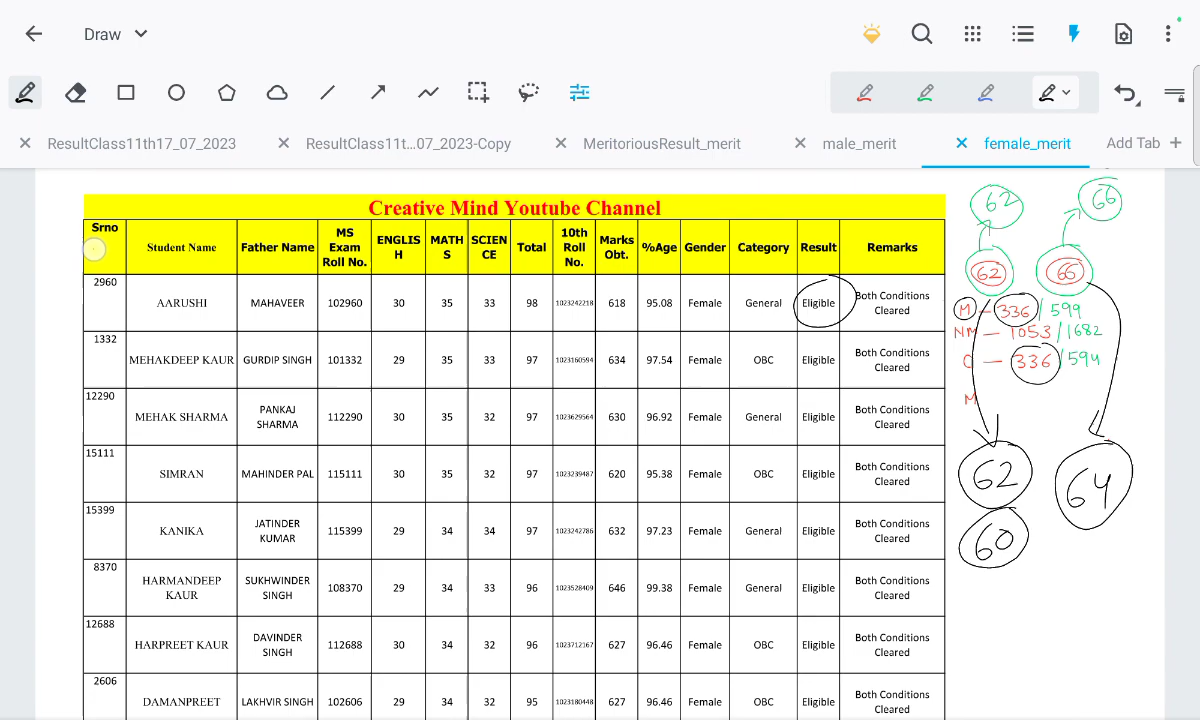 Draw
ResultClass11th17_07_2023 ResultClass11t...07_2023-Copy MeritoriousResult_merit male_merit female_merit Add Tab +
Creative Mind Youtube Channel
Srno Student Name Father Name MS Exam Roll No. ENGLISH MATHS SCIENCE Total 10th Roll No. Marks Obt. %Age Gender Category Result Remarks
2960 AARUSHI MAHAVEER 102960 30 35 33 98 1023242218 618 95.08 Female General Eligible Both Conditions Cleared
1332 MEHAKDEEP KAUR GURDIP SINGH 101332 29 35 33 97 1023160594 634 97.54 Female OBC Eligible Both Conditions Cleared
12290 MEHAK SHARMA PANKAJ SHARMA 112290 30 35 32 97 1023629564 630 96.92 Female General Eligible Both Conditions Cleared
15111 SIMRAN MAHINDER PAL 115111 30 35 32 97 1023239487 620 95.38 Female OBC Eligible Both Conditions Cleared
15399 KANIKA JATINDER KUMAR 115399 29 34 34 97 1023242786 632 97.23 Female General Eligible Both Conditions Cleared
8370 HARMANDEEP KAUR SUKHWINDER SINGH 108370 29 34 33 96 1023528409 646 99.38 Female General Eligible Both Conditions Cleared
12688 HARPREET KAUR DAVINDER SINGH 112688 30 34 32 96 1023712167 627 96.46 Female OBC Eligible Both Conditions Cleared
2606 DAMANPREET LAKHVIR SINGH 102606 29 34 32 95 1023180448 627 96.46 Female OBC Eligible Both Conditions Cleared
62 66
62 66
M - 336 / 599
NM - 1053 / 1682
C - 336 / 594
M
62 64
60